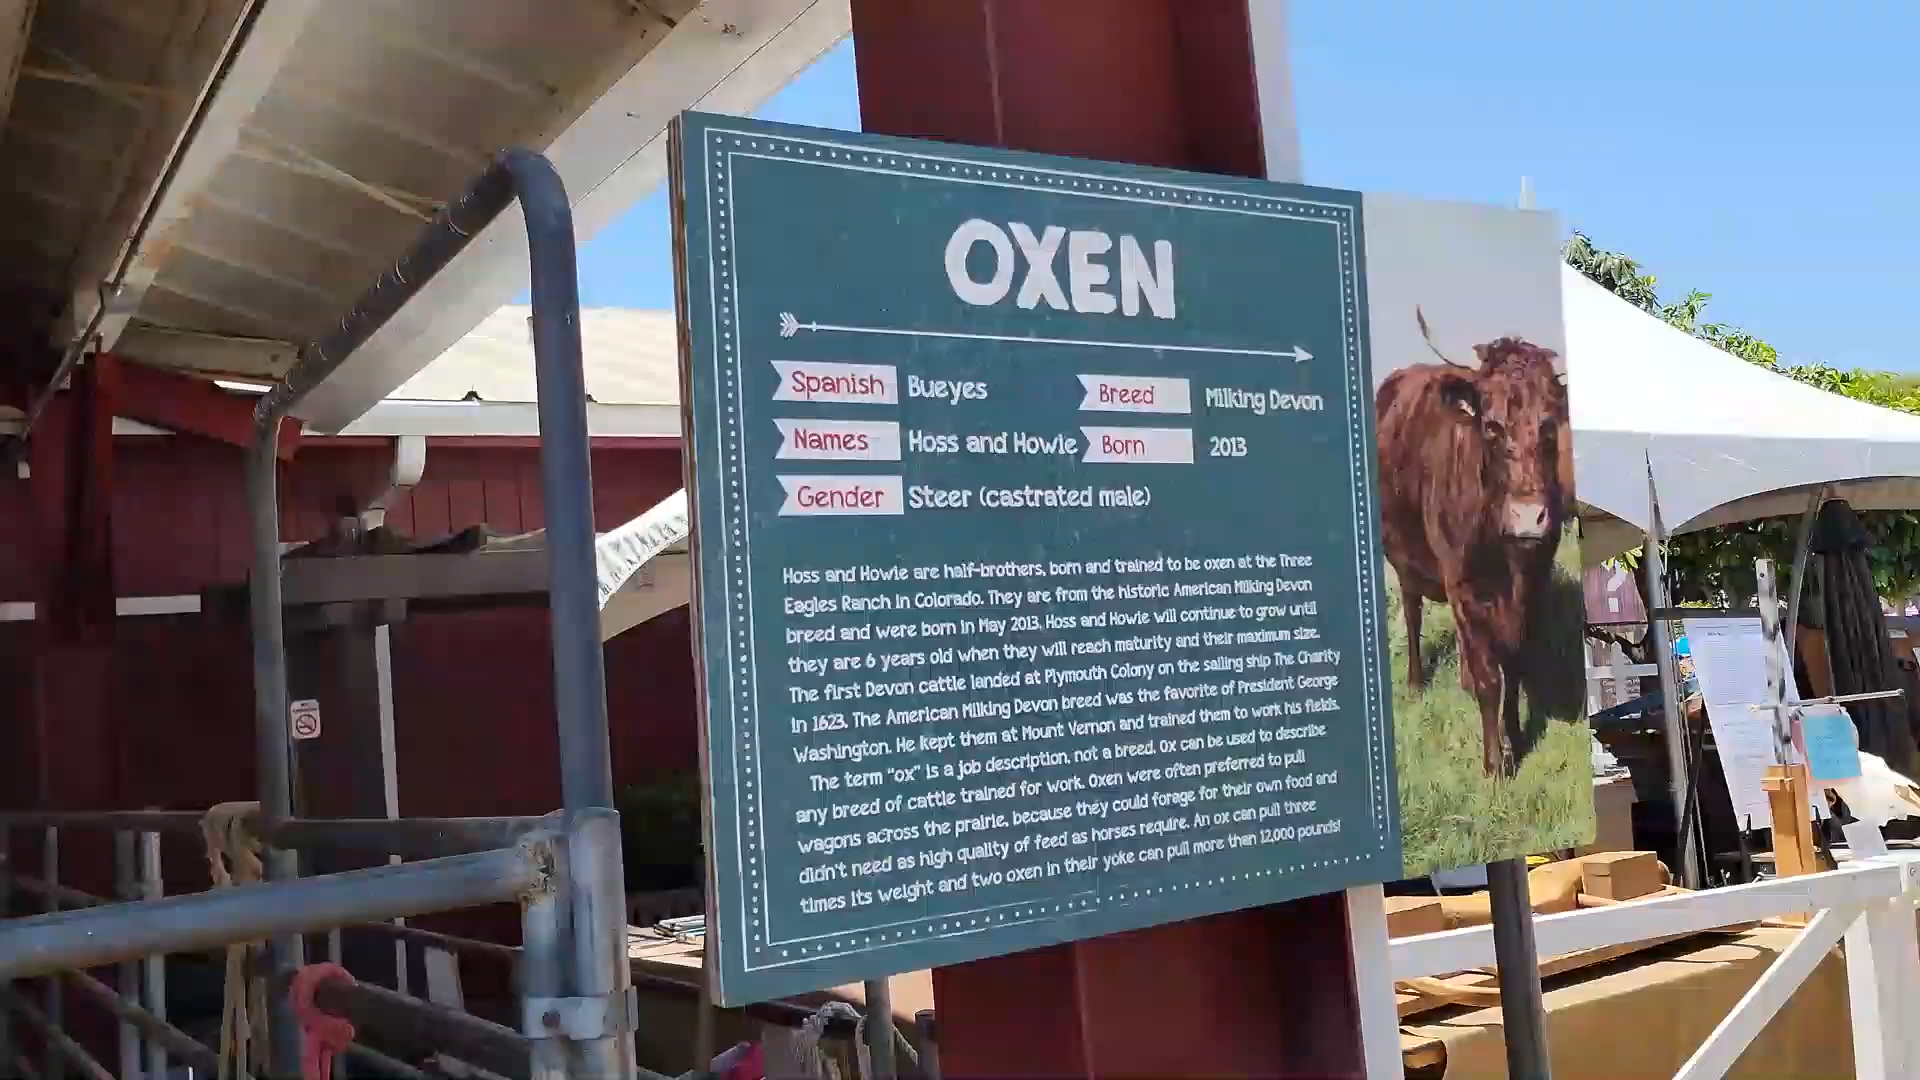 OXEN
Spanish Bueyes Breed Milking Devon
Names Hoss and Howie Born 2013
Gender Steer (castrated male)
Hoss and Howie are half-brothers, born and trained to be oxen at the Three
Eagles Ranch in Colorado. They are from the historic American Milking Devon
breed and were born in May 2013. Hoss and Howie will continue to grow until
they are 6 years old when they will reach maturity and their maximum size.
The first Devon cattle landed at Plymouth Colony on the sailing ship The Charity
in 1623. The American Milking Devon breed was the favorite of President George
Washington. He kept them at Mount Vernon and trained them to work his fields.
The term "ox" is a job description, not a breed. Ox can be used to describe
any breed of cattle trained for work. Oxen were often preferred to pull
wagons across the prairie, because they could forage for their own food and
didn't need as high quality of feed as horses require. An ox can pull three
times its weight and two oxen in their yoke can pull more than 12,000 pounds!